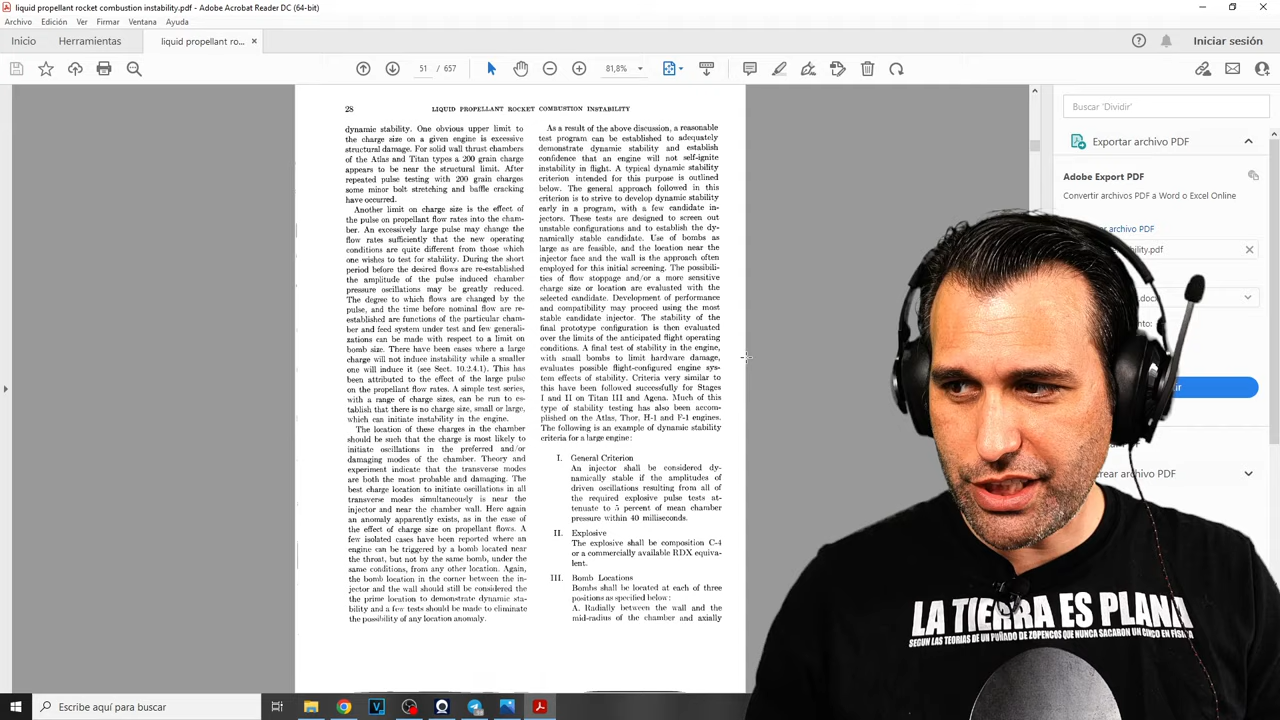 liquid propellant rocket combustion instability.pdf - Adobe Acrobat Reader DC (64-bit)
Archivo Edición Ver Firmar Ventana Ayuda
Inicio Herramientas liquid propellant ro... Iniciar sesión
51 / 657 81,8%
28 LIQUID PROPELLANT ROCKET COMBUSTION INSTABILITY
dynamic stability. One obvious upper limit to
the charge size on a given engine is excessive
structural damage. For solid wall thrust chambers
of the Atlas and Titan types a 200 grain charge
appears to be near the structural limit. After
repeated pulse testing with 200 grain charges
some minor bolt stretching and baffle cracking
have occurred.
Another limit on charge size is the effect of
the pulse on propellant flow rates into the cham-
ber. An excessively large pulse may change the
flow rates sufficiently that the new operating
conditions are quite different from those which
one wishes to test for stability. During the short
period before the desired flows are re-established
the amplitude of the pulse induced chamber
pressure oscillations may be greatly reduced.
The degree to which flows are changed by the
pulse, and the time before nominal flow are re-
established are functions of the particular cham-
ber and feed system under test and few generali-
zations can be made with respect to a limit on
bomb size. There have been cases where a large
charge will not induce instability while a smaller
one will induce it (see Sect. 10.2.4.1). This has
been attributed to the effect of the large pulse
on the propellant flow rates. A simple test series,
with a range of charge sizes, can be run to es-
tablish that there is no charge size, small or large,
which can initiate instability in the engine.
The location of these charges in the chamber
should be such that the charge is most likely to
initiate oscillations in the preferred and/or
damaging modes of the chamber. Theory and
experiment indicate that the transverse modes
are both the most probable and damaging. The
best charge location to initiate oscillations in all
transverse modes simultaneously is near the
injector and near the chamber wall. Here again
an anomaly apparently exists, as in the case of
the effect of charge size on propellant flows. A
few isolated cases have been reported where an
engine can be triggered by a bomb located near
the throat, but not by the same bomb, under the
same conditions, from any other location. Again,
the bomb location in the corner between the in-
jector and the wall should still be considered the
the prime location to demonstrate dynamic sta-
bility and a few tests should be made to eliminate
the possibility of any location anomaly.
As a result of the above discussion, a reasonable
test program can be established to adequately
demonstrate dynamic stability and establish
confidence that an engine will not self-ignite
instability in flight. A typical dynamic stability
criterion intended for this purpose is outlined
below. The general approach followed in this
criterion is to strive to develop dynamic stability
early in a program, with a few candidate in-
jectors. These tests are designed to screen out
unstable configurations and to establish the dy-
namically stable candidate. Use of bombs as
large as are feasible, and the location near the
injector face and the wall is the approach often
employed for this initial screening. The possibili-
ties of flow stoppage and/or a more sensitive
charge size or location are evaluated with the
selected candidate. Development of performance
and compatibility may proceed using the most
stable candidate injector. The stability of the
final prototype configuration is then evaluated
over the limits of the anticipated flight operating
conditions. A final test of stability in the engine,
with small bombs to limit hardware damage,
evaluates possible flight-configured engine sys-
tem effects of stability. Criteria very similar to
this have been followed successfully for Stages
I and II on Titan III and Agena. Much of this
type of stability testing has also been accom-
plished on the Atlas, Thor, H-1 and F-1 engines.
The following is an example of dynamic stability
criteria for a large engine:
I. General Criterion
An injector shall be considered dy-
namically stable if the amplitudes of
driven oscillations resulting from all of
the required explosive pulse tests at-
tenuate to 5 percent of mean chamber
pressure within 40 milliseconds.
II. Explosive
The explosive shall be composition C-4
or a commercially available RDX equiva-
lent.
III. Bomb Locations
Bombs shall be located at each of three
positions as specified below:
A. Radially between the wall and the
mid-radius of the chamber and axially
Buscar 'Dividir'
Exportar archivo PDF
Adobe Export PDF
Convertir archivos PDF a Word o Excel Online
archivo PDF
bility.pdf
archivo PDF
LA TIERRA ES PLANA
SEGÚN LAS TEORÍAS DE UN PUÑADO DE ZOPENCOS QUE NUNCA SACARON UN CINCO EN FÍSICA
Escribe aquí para buscar